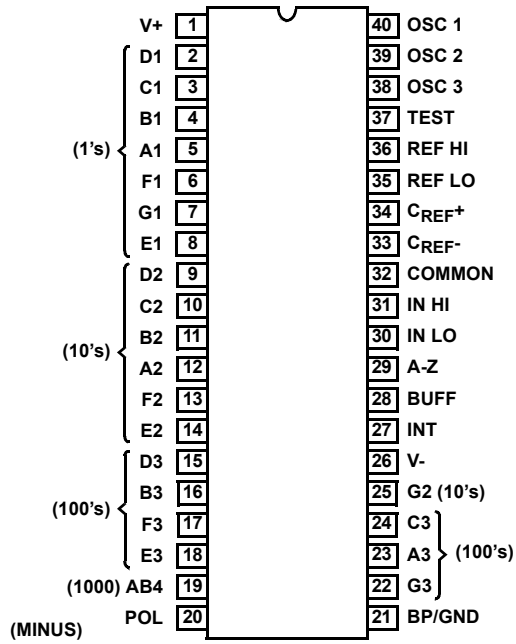 V+ 1 40 OSC 1
D1 2 39 OSC 2
C1 3 38 OSC 3
B1 4 37 TEST
(1's) A1 5 36 REF HI
F1 6 35 REF LO
G1 7 34 CREF+
E1 8 33 CREF-
D2 9 32 COMMON
C2 10 31 IN HI
B2 11 30 IN LO
(10's) A2 12 29 A-Z
F2 13 28 BUFF
E2 14 27 INT
D3 15 26 V-
B3 16 25 G2 (10's)
(100's) F3 17 24 C3
E3 18 23 A3 (100's)
(1000) AB4 19 22 G3
POL 20 21 BP/GND
(MINUS)